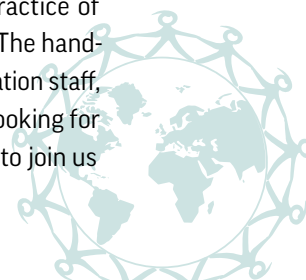 ractice of
The hand-
ation staff,
ooking for
to join us